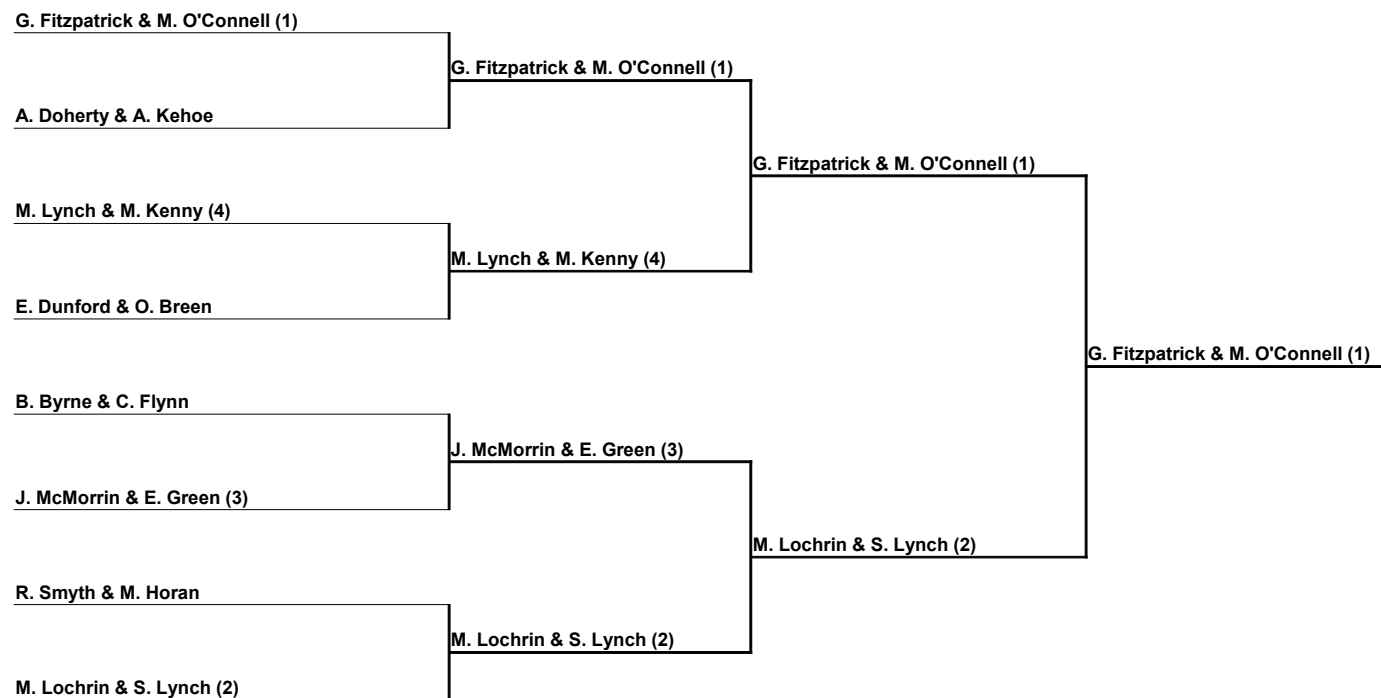 G. Fitzpatrick & M. O'Connell (1)
G. Fitzpatrick & M. O'Connell (1)
A. Doherty & A. Kehoe
G. Fitzpatrick & M. O'Connell (1)
M. Lynch & M. Kenny (4)
M. Lynch & M. Kenny (4)
E. Dunford & O. Breen
G. Fitzpatrick & M. O'Connell (1)
B. Byrne & C. Flynn
J. McMorrin & E. Green (3)
J. McMorrin & E. Green (3)
M. Lochrin & S. Lynch (2)
R. Smyth & M. Horan
M. Lochrin & S. Lynch (2)
M. Lochrin & S. Lynch (2)